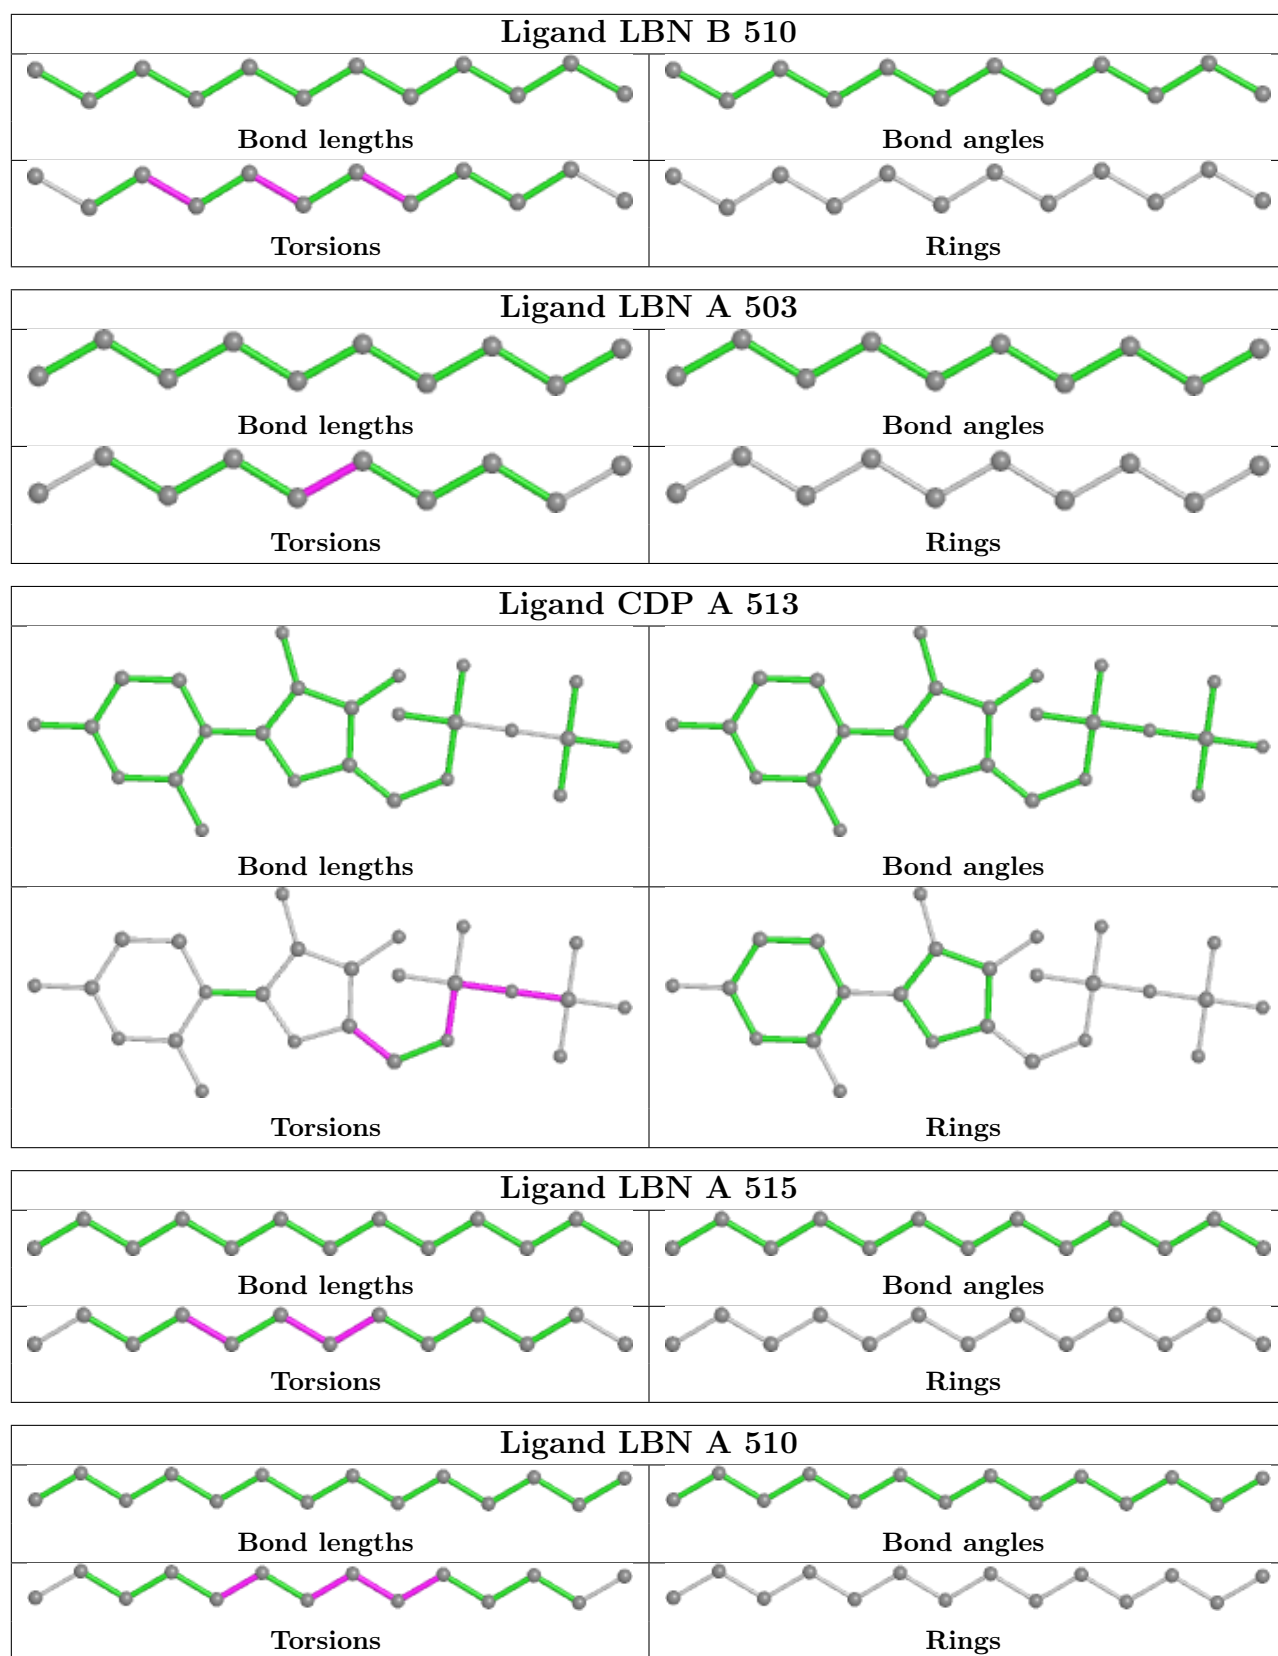 Ligand LBN B 510
Bond lengths
Bond angles
Torsions
Rings
Ligand LBN A 503
Bond lengths
Bond angles
Torsions
Rings
Ligand CDP A 513
Bond lengths
Bond angles
Torsions
Rings
Ligand LBN A 515
Bond lengths
Bond angles
Torsions
Rings
Ligand LBN A 510
Bond lengths
Bond angles
Torsions
Rings